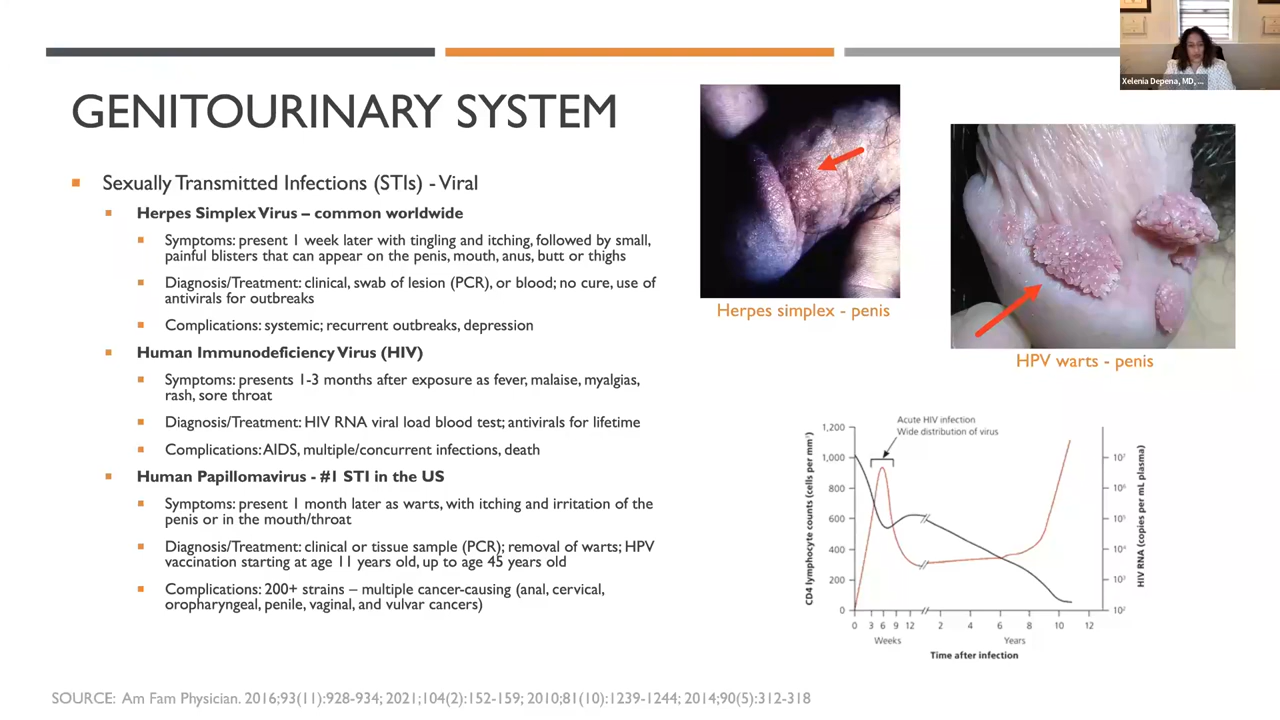 Xelenia Depena, MD, ...
GENITOURINARY SYSTEM
Sexually Transmitted Infections (STIs) - Viral
Herpes Simplex Virus – common worldwide
Symptoms: present 1 week later with tingling and itching, followed by small,
painful blisters that can appear on the penis, mouth, anus, butt or thighs
Diagnosis/Treatment: clinical, swab of lesion (PCR), or blood; no cure, use of
antivirals for outbreaks
Complications: systemic; recurrent outbreaks, depression
Human Immunodeficiency Virus (HIV)
Symptoms: presents 1-3 months after exposure as fever, malaise, myalgias,
rash, sore throat
Diagnosis/Treatment: HIV RNA viral load blood test; antivirals for lifetime
Complications: AIDS, multiple/concurrent infections, death
Human Papillomavirus - #1 STI in the US
Symptoms: present 1 month later as warts, with itching and irritation of the
penis or in the mouth/throat
Diagnosis/Treatment: clinical or tissue sample (PCR); removal of warts; HPV
vaccination starting at age 11 years old, up to age 45 years old
Complications: 200+ strains – multiple cancer-causing (anal, cervical,
oropharyngeal, penile, vaginal, and vulvar cancers)
Herpes simplex - penis
HPV warts - penis
Acute HIV infection
Wide distribution of virus
CD4 lymphocyte counts (cells per mm³)
1,200
1,000
800
600
400
200
0
HIV RNA (copies per mL plasma)
10⁷
10⁶
10⁵
10⁴
10³
10²
0 3 6 9 12 2 4 6 8 10 12
Weeks Years
Time after infection
SOURCE: Am Fam Physician. 2016;93(11):928-934; 2021;104(2):152-159; 2010;81(10):1239-1244; 2014;90(5):312-318